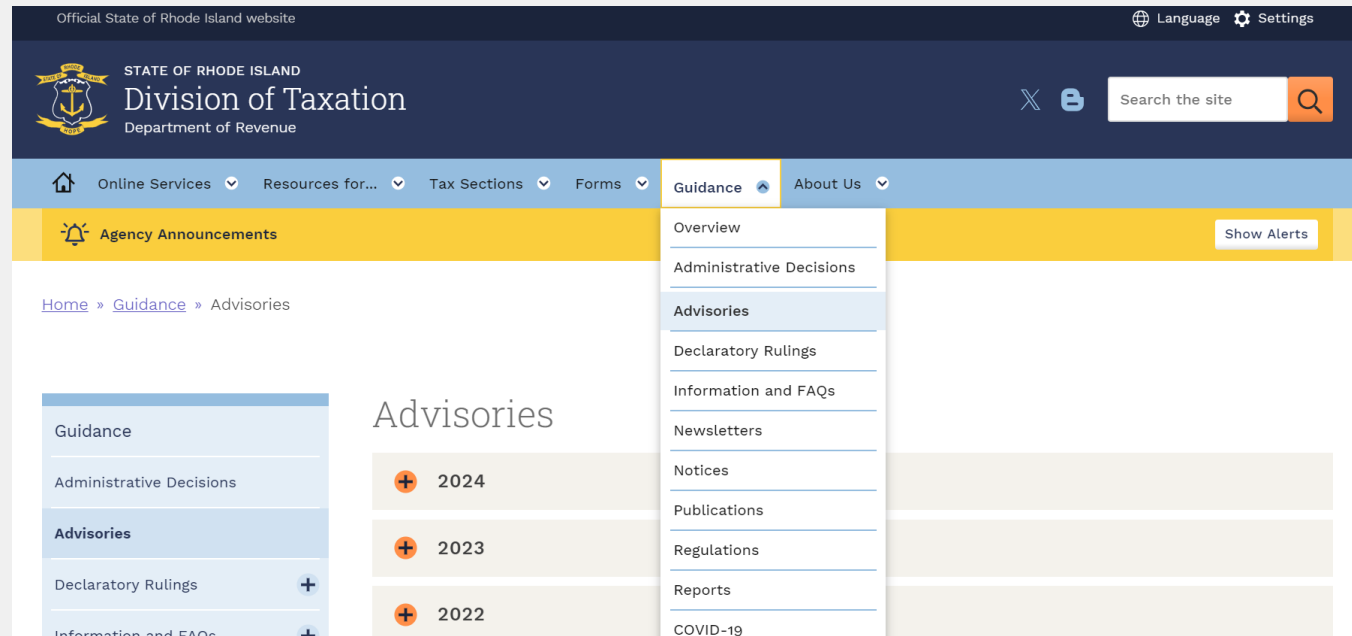 Official State of Rhode Island website
Language
Settings
STATE OF RHODE ISLAND
Division of Taxation
Department of Revenue
Search the site
Online Services
Resources for...
Tax Sections
Forms
Guidance
About Us
Agency Announcements
Show Alerts
Overview
Administrative Decisions
Advisories
Declaratory Rulings
Information and FAQs
Newsletters
Notices
Publications
Regulations
Reports
COVID-19
Home » Guidance » Advisories
Guidance
Administrative Decisions
Advisories
Declaratory Rulings
Information and FAQs
Advisories
2024
2023
2022